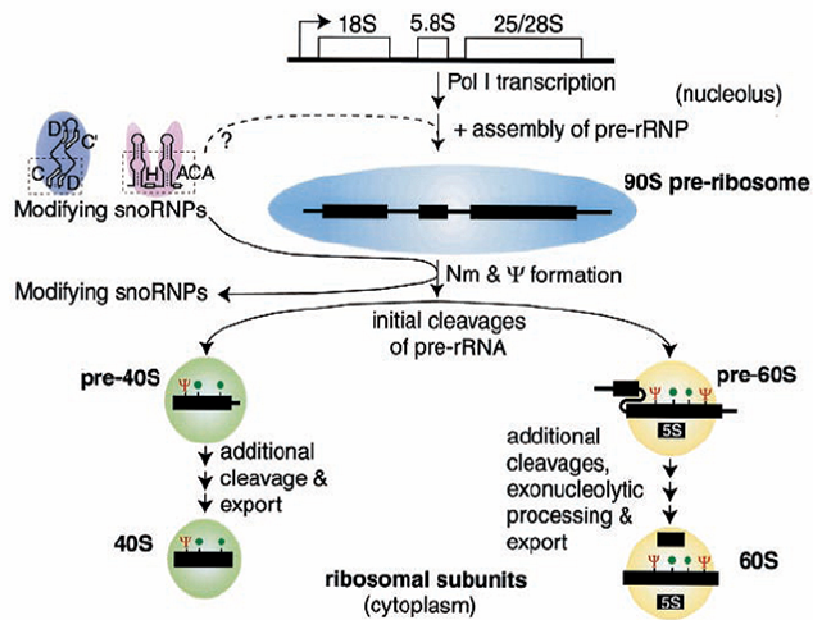 18S 5.8S 25/28S
Pol I transcription
(nucleolus)
+ assembly of pre-rRNP
?
D' C'
C D
H ACA
Modifying snoRNPs
90S pre-ribosome
Nm & Ψ formation
Modifying snoRNPs
initial cleavages
of pre-rRNA
pre-40S
Ψ
additional
cleavage &
export
40S
Ψ
pre-60S
Ψ Ψ
5S
additional
cleavages,
exonucleolytic
processing &
export
60S
Ψ Ψ
5S
ribosomal subunits
(cytoplasm)